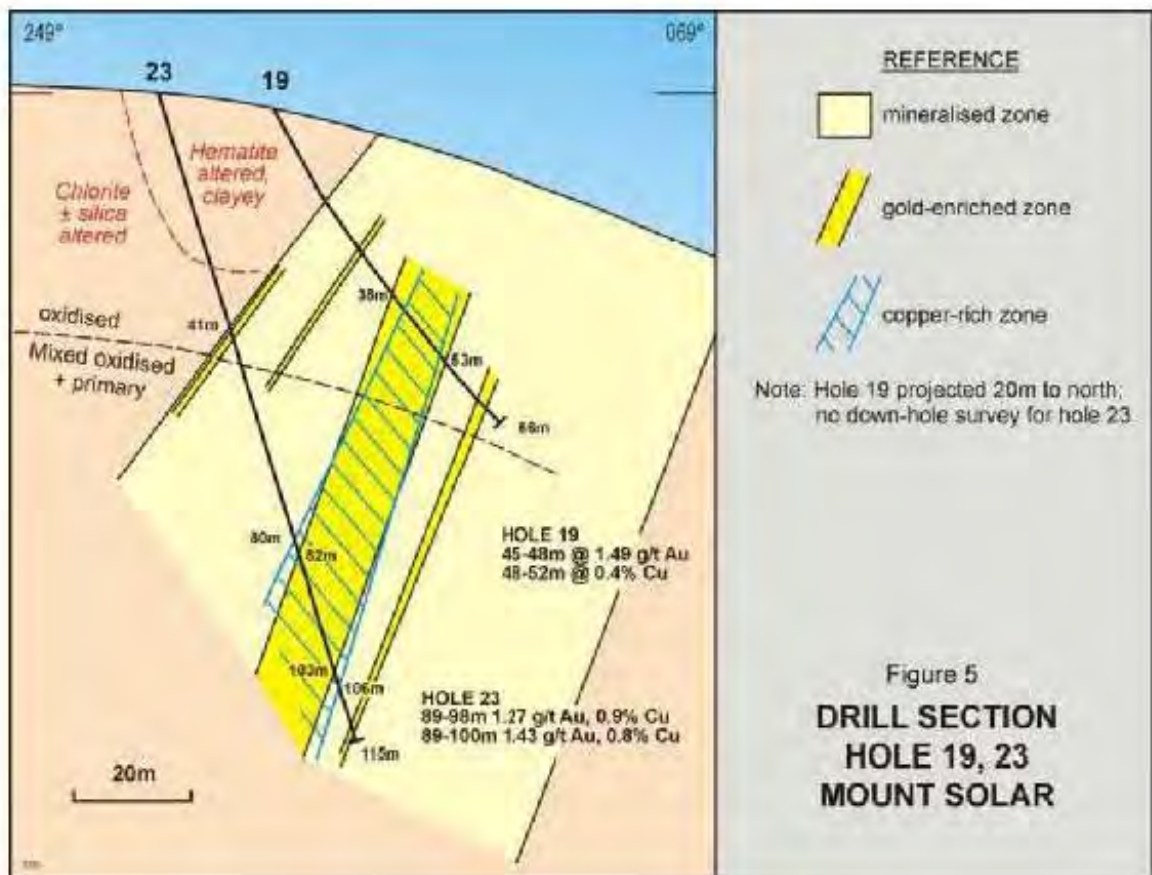 249°
069°
23
19
Hematite
altered,
clayey
Chlorite
± silica
altered
oxidised
Mixed oxidised
+ primary
41m
38m
53m
66m
80m
82m
103m
106m
115m
HOLE 19
45-48m @ 1.49 g/t Au
48-52m @ 0.4% Cu
HOLE 23
89-98m 1.27 g/t Au, 0.9% Cu
89-100m 1.43 g/t Au, 0.8% Cu
20m
REFERENCE
mineralised zone
gold-enriched zone
copper-rich zone
Note: Hole 19 projected 20m to north;
no down-hole survey for hole 23
Figure 5
DRILL SECTION
HOLE 19, 23
MOUNT SOLAR